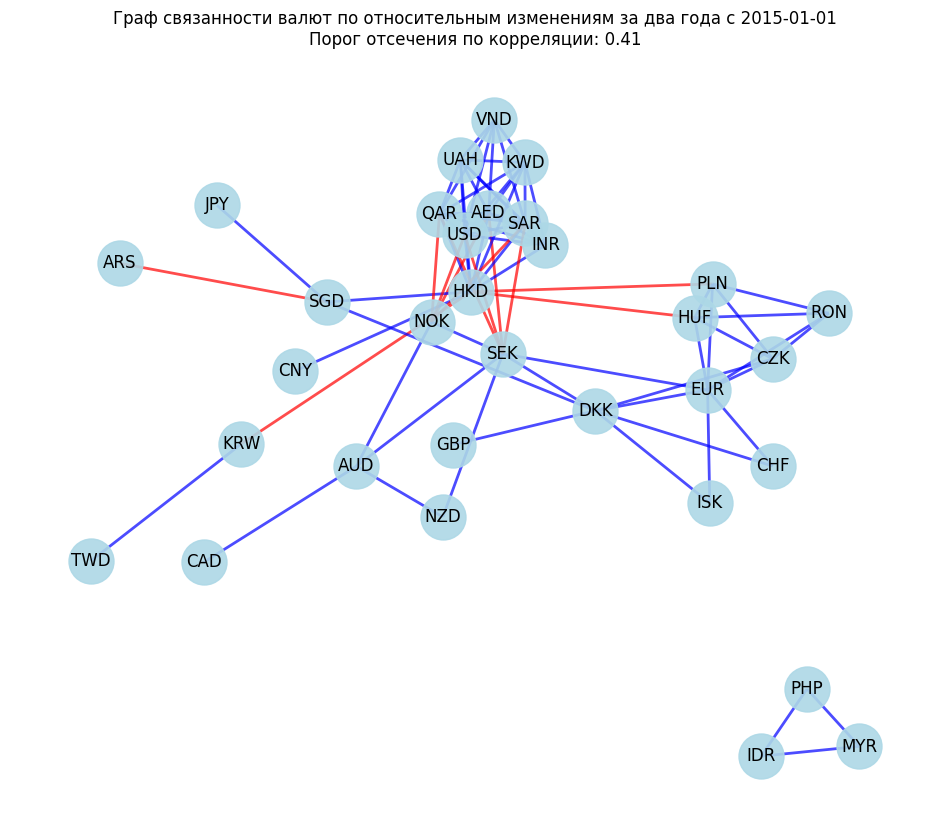 Граф связанности валют по относительным изменениям за два года с 2015-01-01
Порог отсечения по корреляции: 0.41
VND
UAH
KWD
JPY
QAR
AED
SAR
USD
INR
ARS
SGD
HKD
PLN
NOK
HUF
RON
SEK
CZK
CNY
EUR
DKK
KRW
GBP
AUD
CHF
ISK
NZD
TWD
CAD
PHP
IDR
MYR